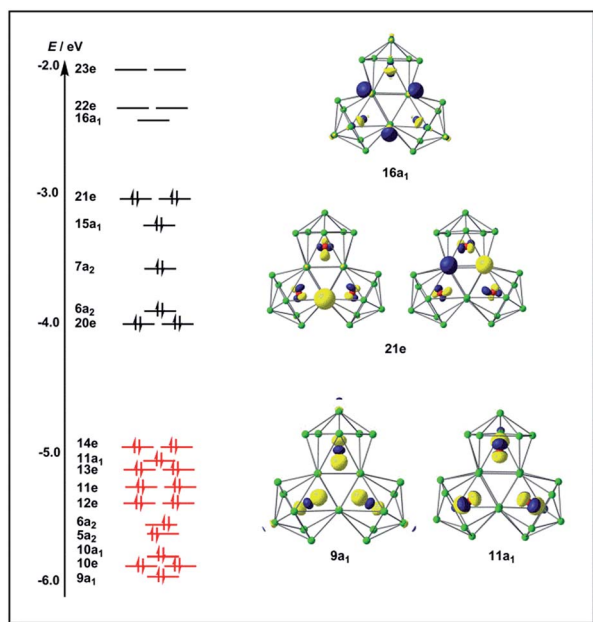 E / eV
-2.0
23e
22e
16a₁
16a₁
-3.0
21e
15a₁
7a₂
6a₂
-4.0
20e
21e
14e
-5.0
11a₁
13e
11e
12e
6a₂
5a₂
10a₁
10e
-6.0
9a₁
9a₁
11a₁